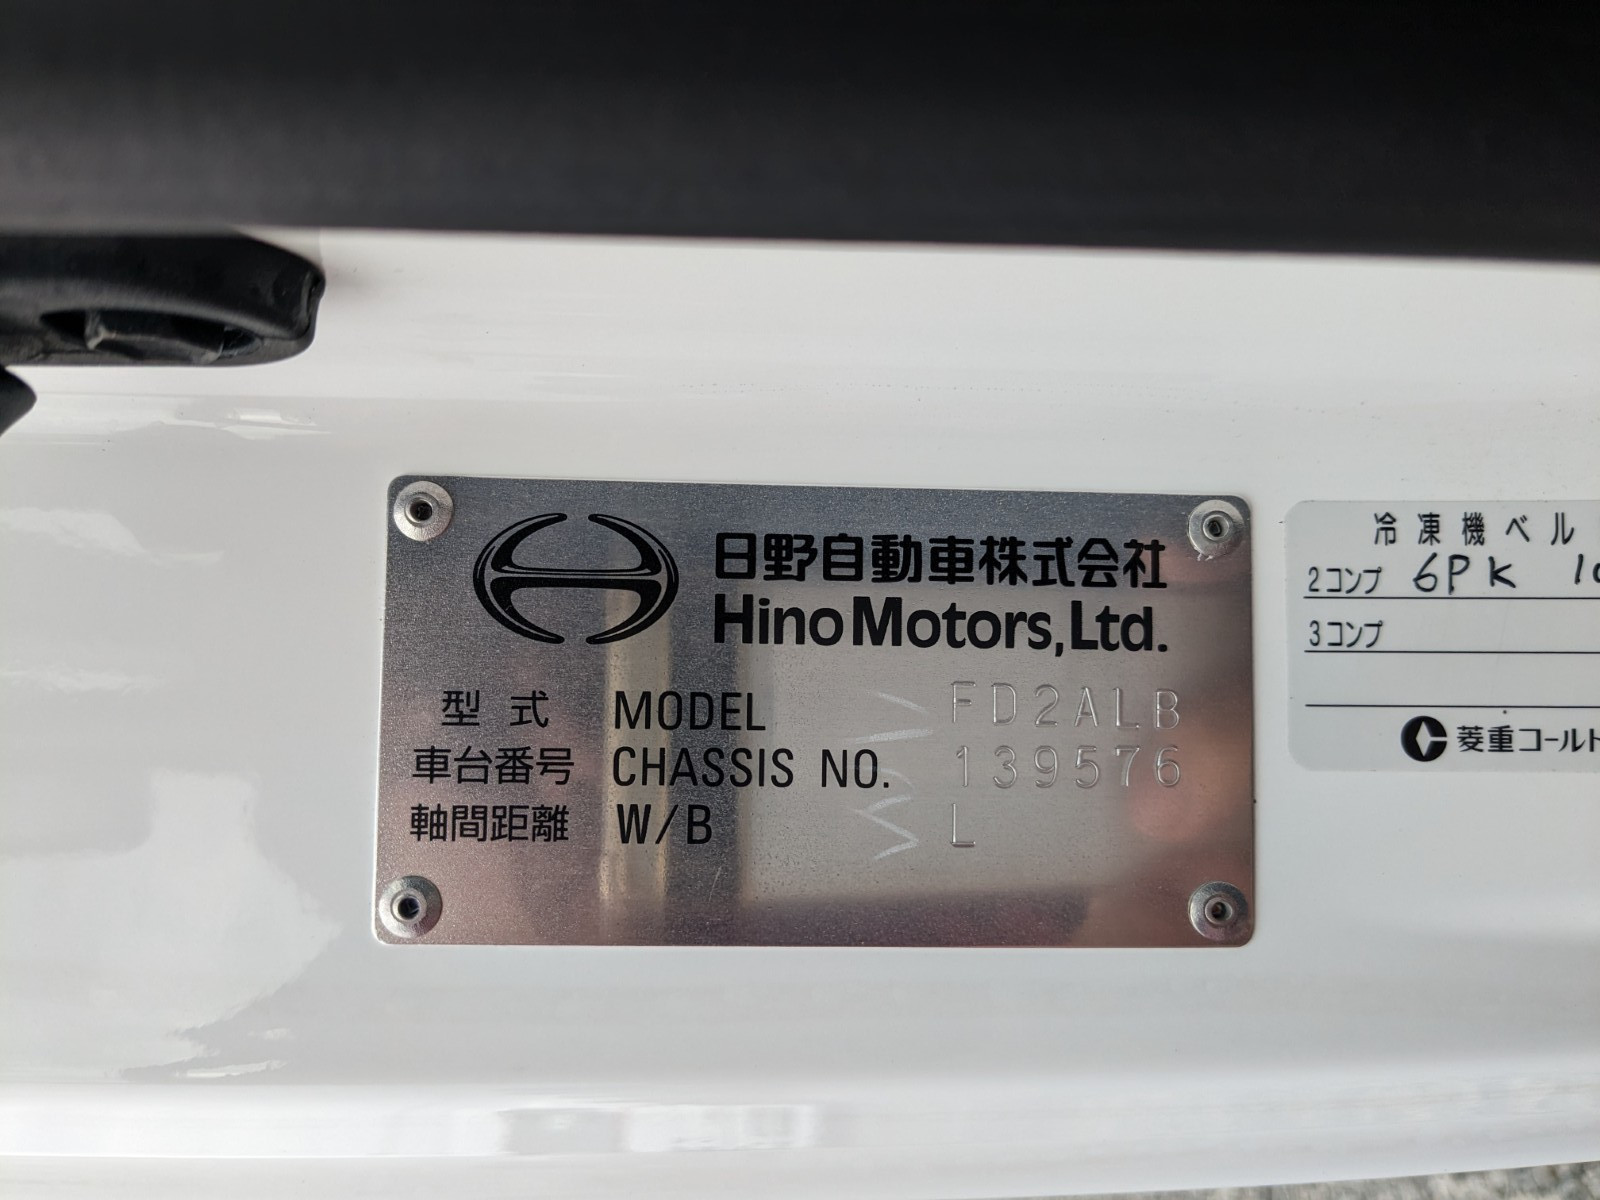 日野自動車株式会社
Hino Motors, Ltd.
型式 MODEL FD2ALB
車台番号 CHASSIS NO. 139576
軸間距離 W/B L
冷凍機ベル
2コンプ 6PK
3コンプ
菱重コールド